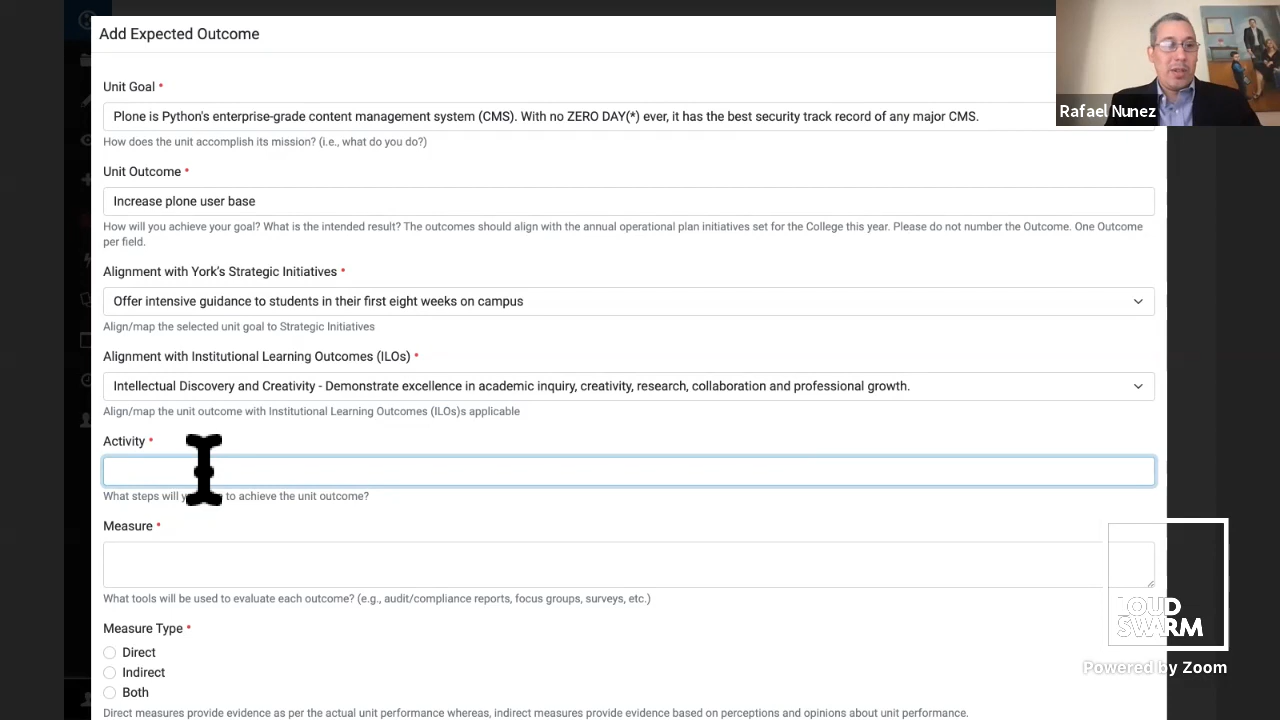 Add Expected Outcome
Rafael Nunez
Unit Goal *
Plone is Python's enterprise-grade content management system (CMS). With no ZERO DAY(*) ever, it has the best security track record of any major CMS.
How does the unit accomplish its mission? (i.e., what do you do?)
Unit Outcome *
Increase plone user base
How will you achieve your goal? What is the intended result? The outcomes should align with the annual operational plan initiatives set for the College this year. Please do not number the Outcome. One Outcome
per field.
Alignment with York's Strategic Initiatives *
Offer intensive guidance to students in their first eight weeks on campus
Align/map the selected unit goal to Strategic Initiatives
Alignment with Institutional Learning Outcomes (ILOs) *
Intellectual Discovery and Creativity - Demonstrate excellence in academic inquiry, creativity, research, collaboration and professional growth.
Align/map the unit outcome with Institutional Learning Outcomes (ILOs)s applicable
Activity *
What steps will to achieve the unit outcome?
Measure *
What tools will be used to evaluate each outcome? (e.g., audit/compliance reports, focus groups, surveys, etc.)
Measure Type *
Direct
Indirect
Both
Direct measures provide evidence as per the actual unit performance whereas, indirect measures provide evidence based on perceptions and opinions about unit performance.
LOUD
SWARM
Powered by Zoom